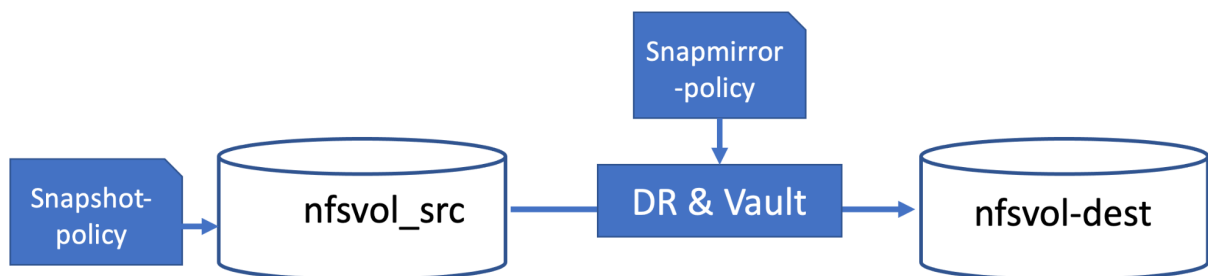 Snapmirror
-policy
Snapshot-
policy
nfsvol_src
DR & Vault
nfsvol-dest